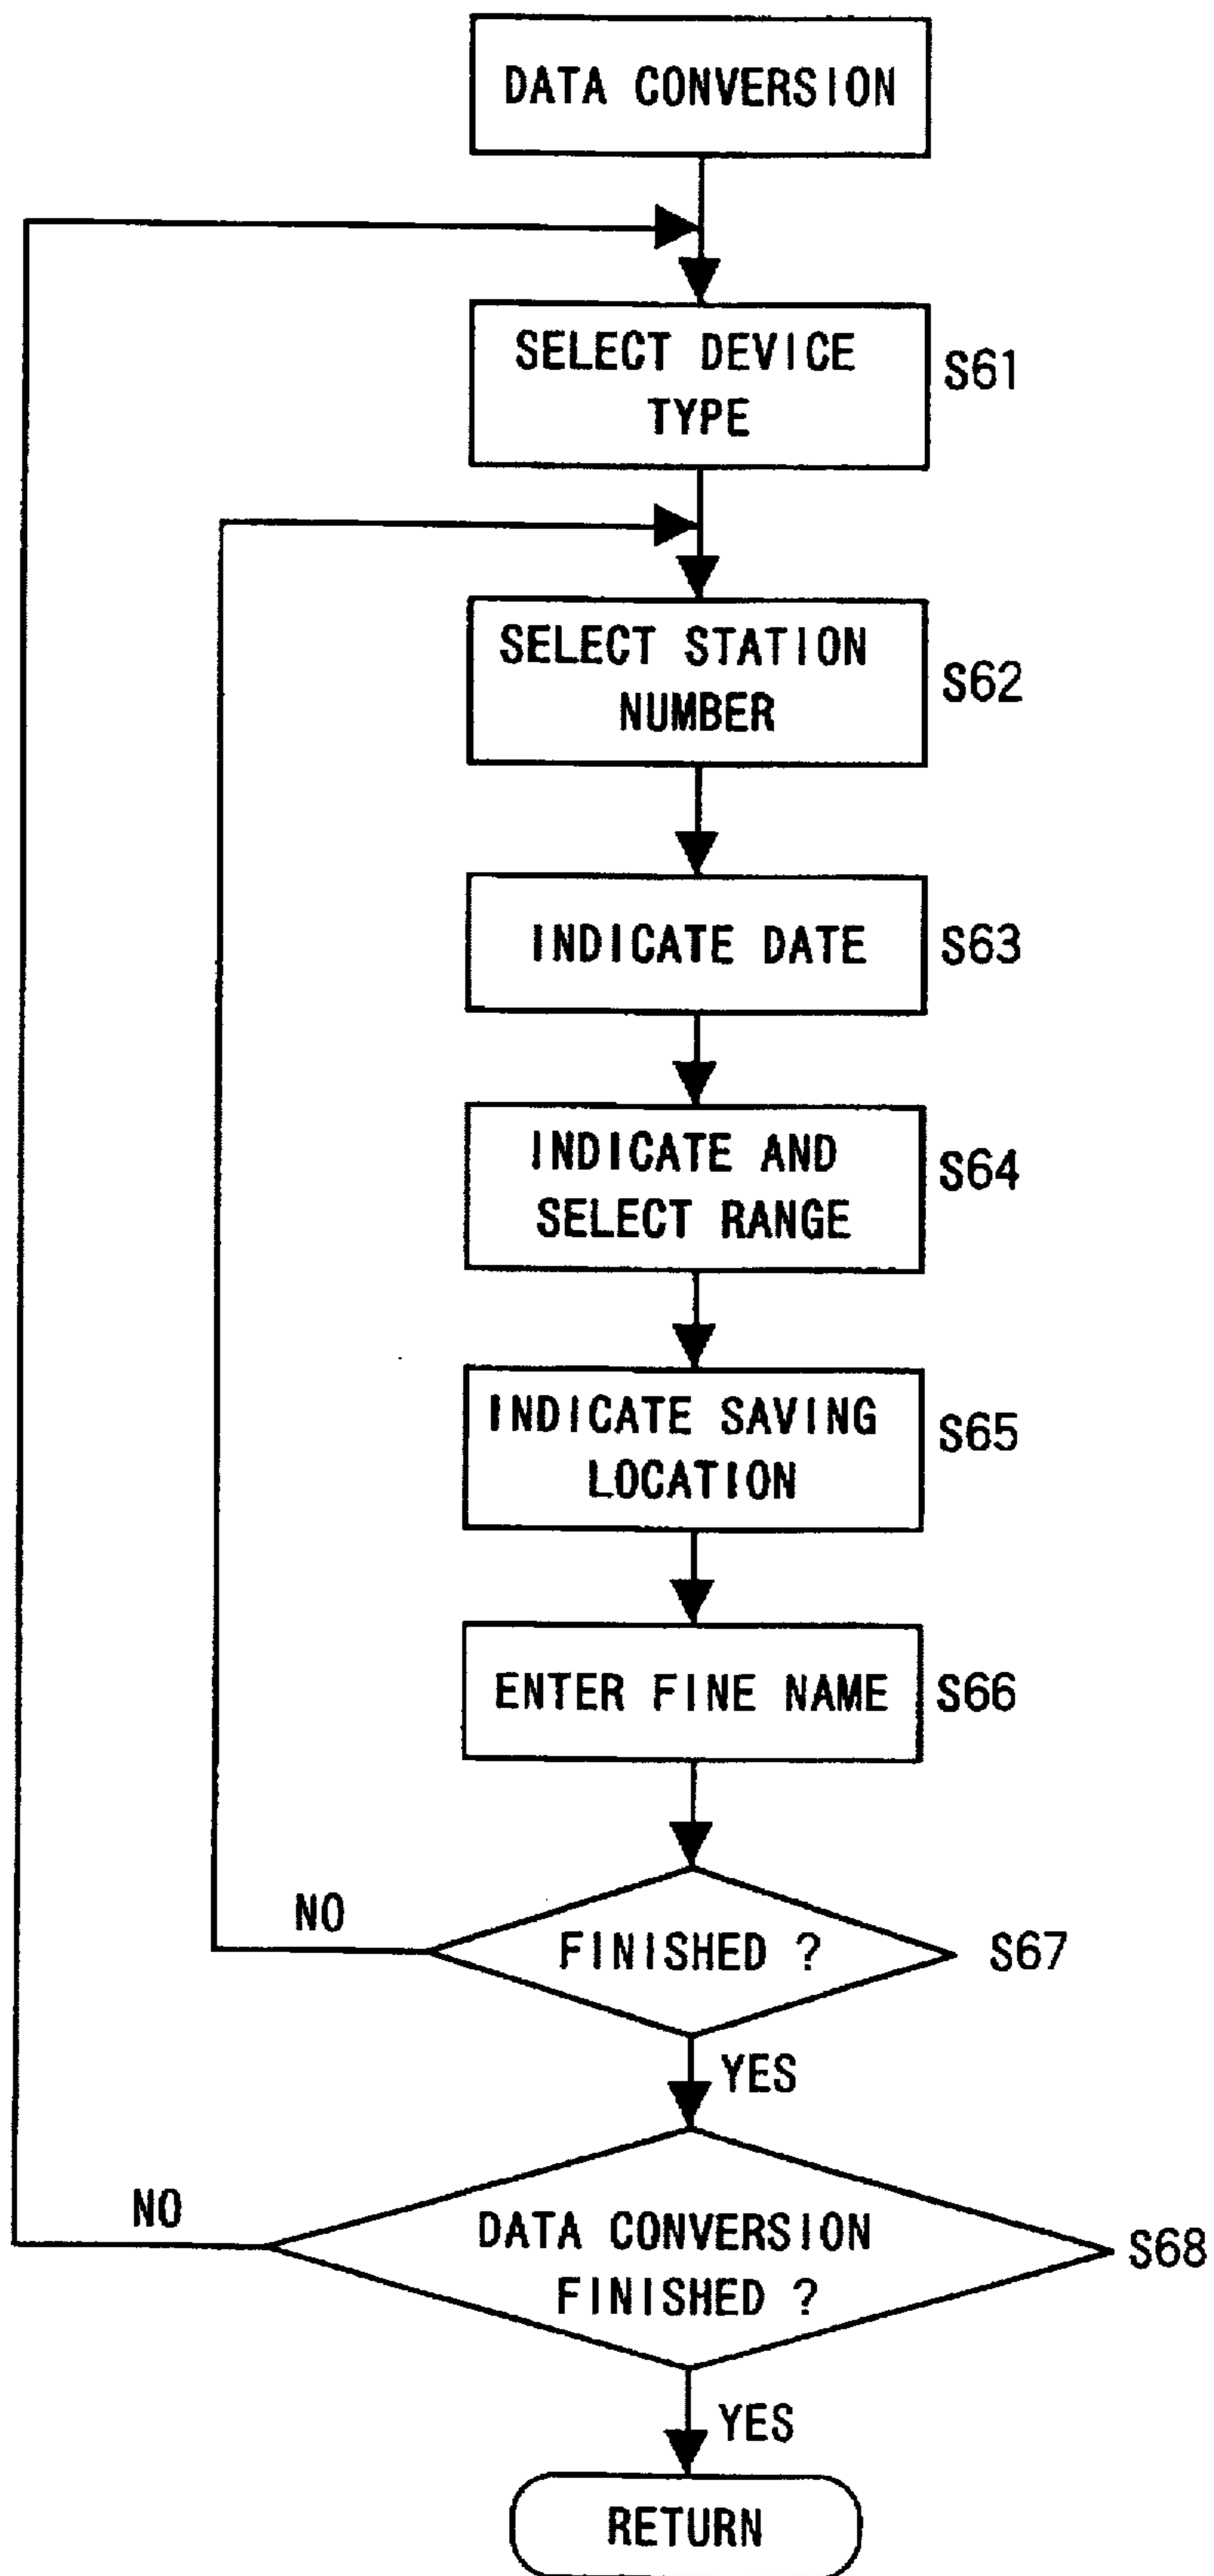 DATA CONVERSION
SELECT DEVICE
TYPE
S61
SELECT STATION
NUMBER
S62
INDICATE DATE
S63
INDICATE AND
SELECT RANGE
S64
INDICATE SAVING
LOCATION
S65
ENTER FINE NAME
S66
NO
FINISHED ?
S67
YES
NO
DATA CONVERSION
FINISHED ?
S68
YES
RETURN